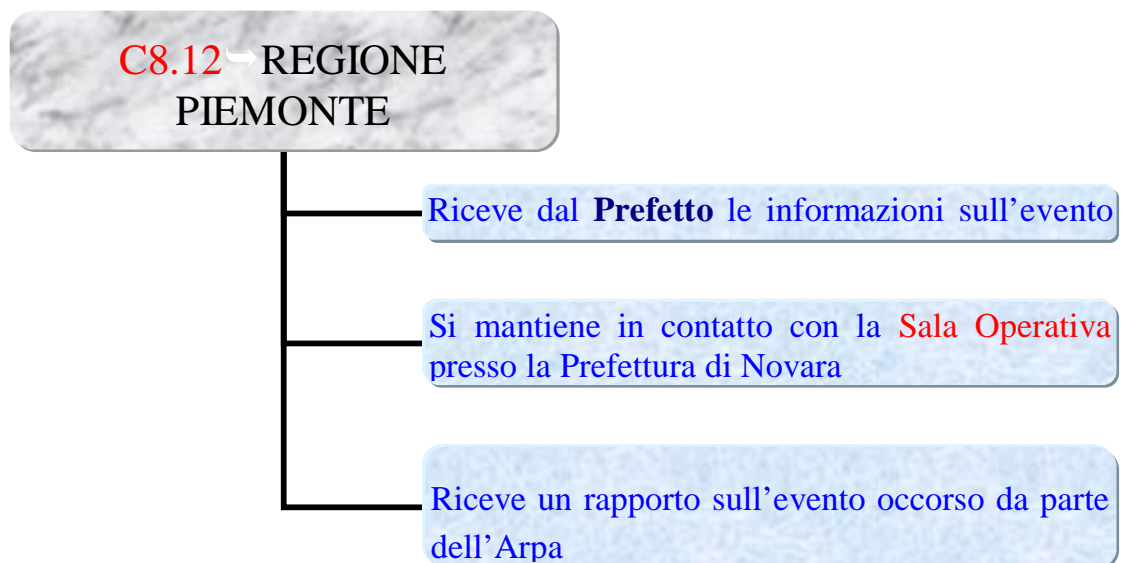 C8.12 ➥ REGIONE
PIEMONTE
Riceve dal Prefetto le informazioni sull’evento
Si mantiene in contatto con la Sala Operativa
presso la Prefettura di Novara
Riceve un rapporto sull’evento occorso da parte
dell’Arpa